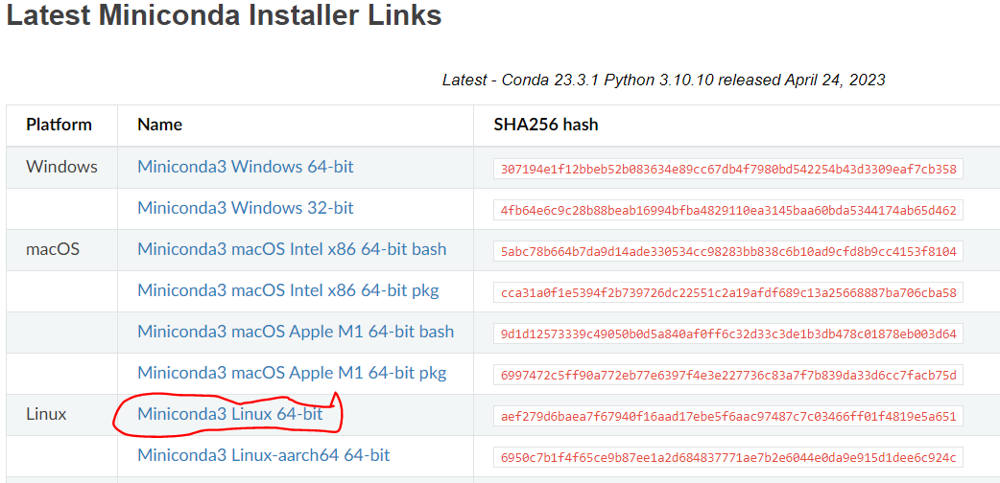 Latest Miniconda Installer Links
Latest - Conda 23.3.1 Python 3.10.10 released April 24, 2023
Platform Name SHA256 hash
Windows Miniconda3 Windows 64-bit 307194e1f12bbeb52b083634e89cc67db4f7980bd542254b43d3309eaf7cb358
Miniconda3 Windows 32-bit 4fb64e6c9c28b88beab16994bfba4829110ea3145baa60bda5344174ab65d462
macOS Miniconda3 macOS Intel x86 64-bit bash 5abc78b664b7da9d14ade330534cc98283bb838c6b10ad9cfd8b9cc4153f8104
Miniconda3 macOS Intel x86 64-bit pkg cca31a0f1e5394f2b739726dc22551c2a19afdf689c13a25668887ba706cba58
Miniconda3 macOS Apple M1 64-bit bash 9d1d12573339c49050b0d5a840af0ff6c32d33c3de1b3db478c01878eb003d64
Miniconda3 macOS Apple M1 64-bit pkg 6997472c5ff90a772eb77e6397f4e3e227736c83a7f7b839da33d6cc7facb75d
Linux Miniconda3 Linux 64-bit aef279d6baea7f67940f16aad17ebe5f6aac97487c7c03466ff01f4819e5a651
Miniconda3 Linux-aarch64 64-bit 6950c7b1f4f65ce9b87ee1a2d684837771ae7b2e6044e0da9e915d1dee6c924c